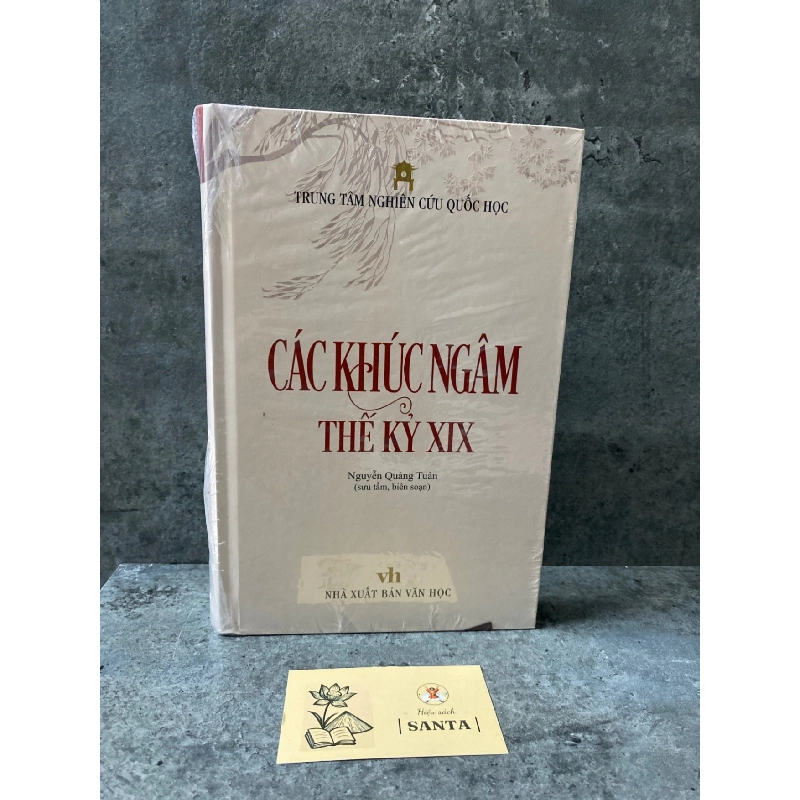 TRUNG TÂM NGHIÊN CỨU QUỐC HỌC
CÁC KHÚC NGÂM
THẾ KỶ XIX
Nguyễn Quảng Tuân
(sưu tầm, biên soạn)
vh
NHÀ XUẤT BẢN VĂN HỌC
Hiệu sách
|SANTA|